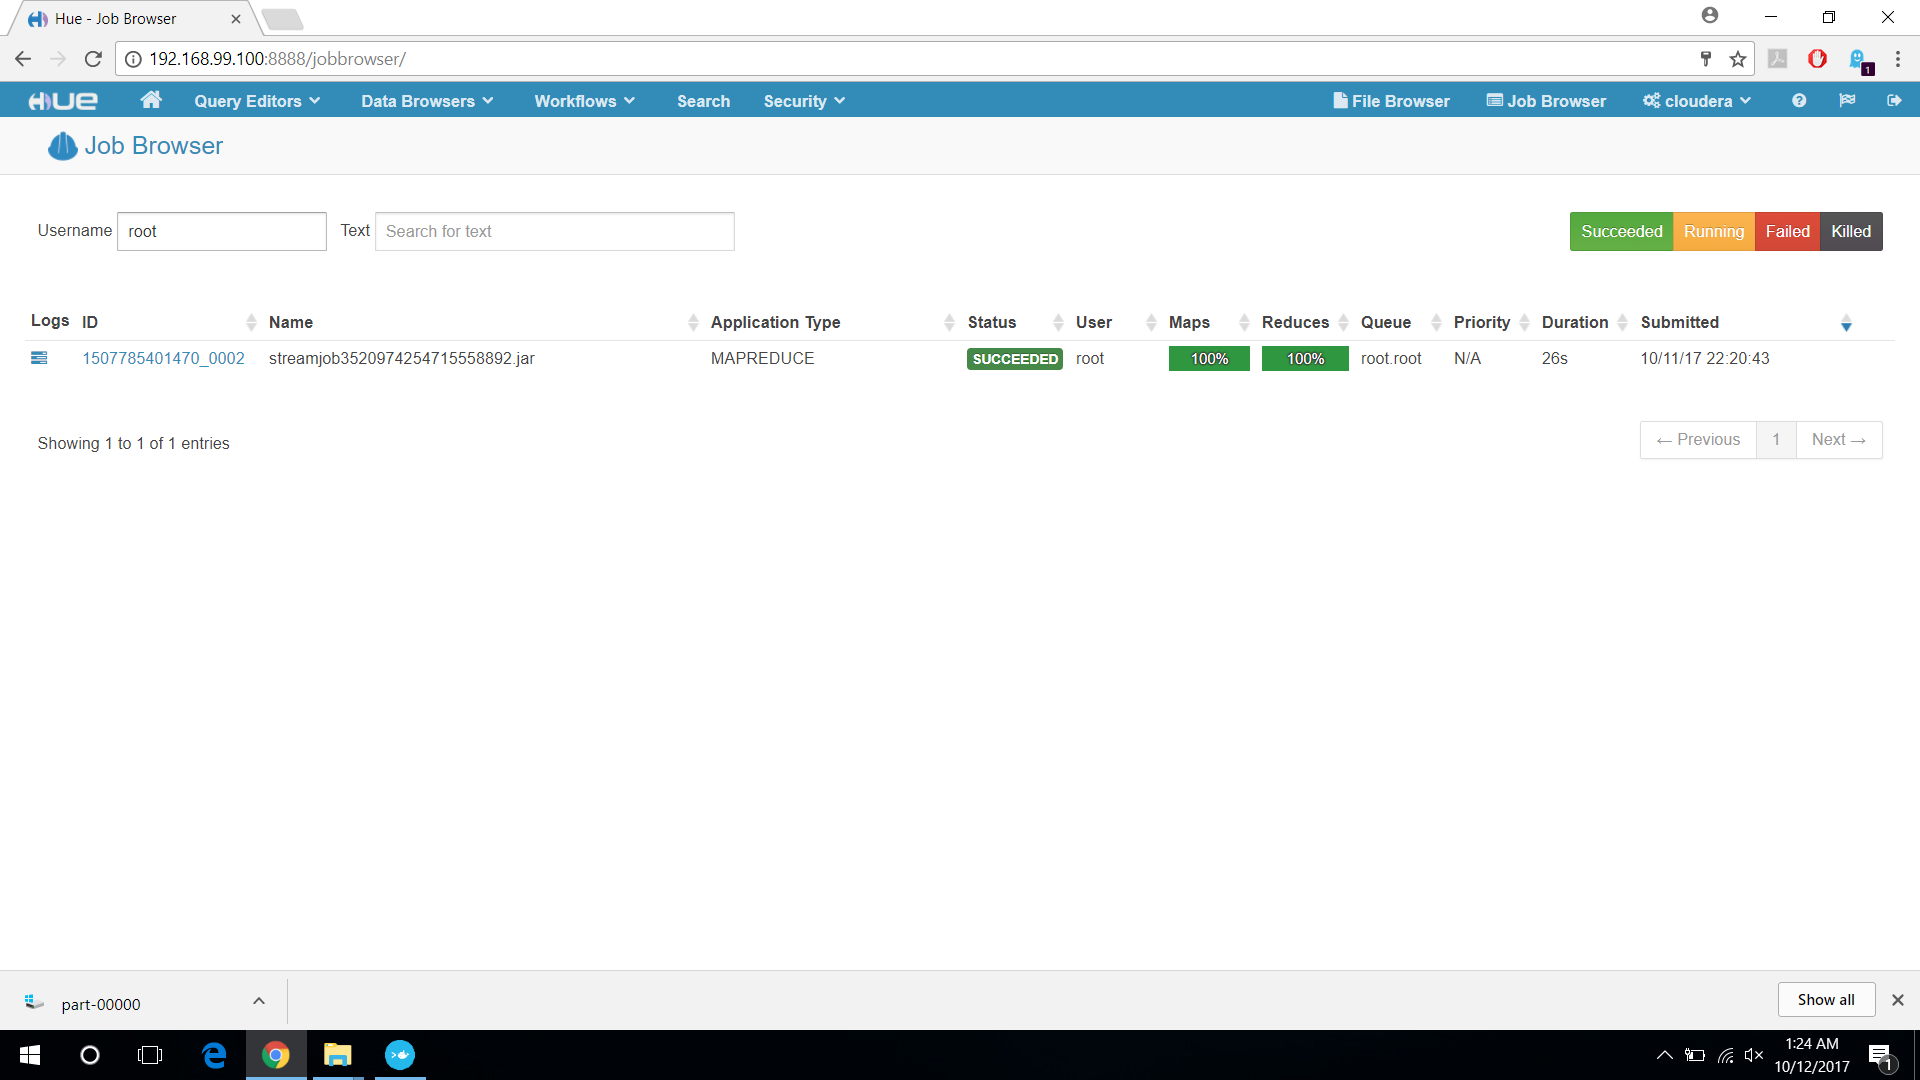 Hue - Job Browser
192.168.99.100:8888/jobbrowser/
1
HUE Query Editors Data Browsers Workflows Search Security File Browser Job Browser cloudera
Job Browser
Username root Text Search for text Succeeded Running Failed Killed
Logs ID Name Application Type Status User Maps Reduces Queue Priority Duration Submitted
1507785401470_0002 streamjob3520974254715558892.jar MAPREDUCE SUCCEEDED root 100% 100% root.root N/A 26s 10/11/17 22:20:43
Showing 1 to 1 of 1 entries ← Previous 1 Next →
part-00000 Show all
1:24 AM
10/12/2017
1